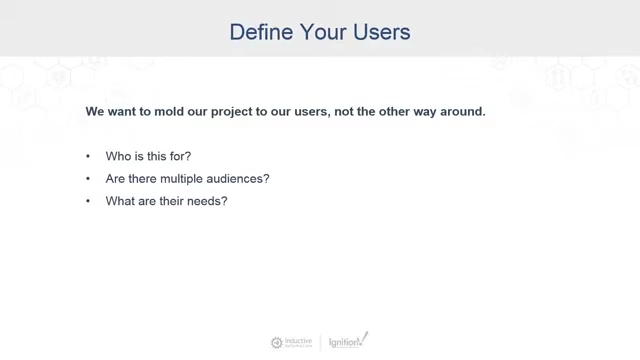 Define Your Users
We want to mold our project to our users, not the other way around.
• Who is this for?
• Are there multiple audiences?
• What are their needs?
inductive
automation
Ignition